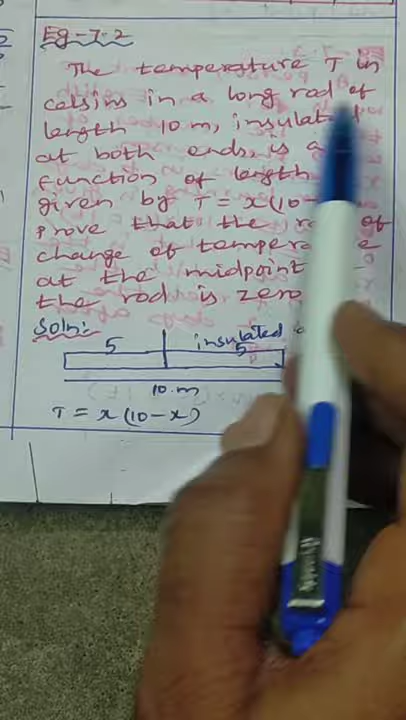 Eg-7.2
The temperature T in
celsius in a long rod of
length 10 m, insulated
at both ends is a
function of length
given by T = x(10-
prove that the of
change of
at the midpoint
the rod is zero
Soln:
5 insulated
5
10 m
T = x (10-x)